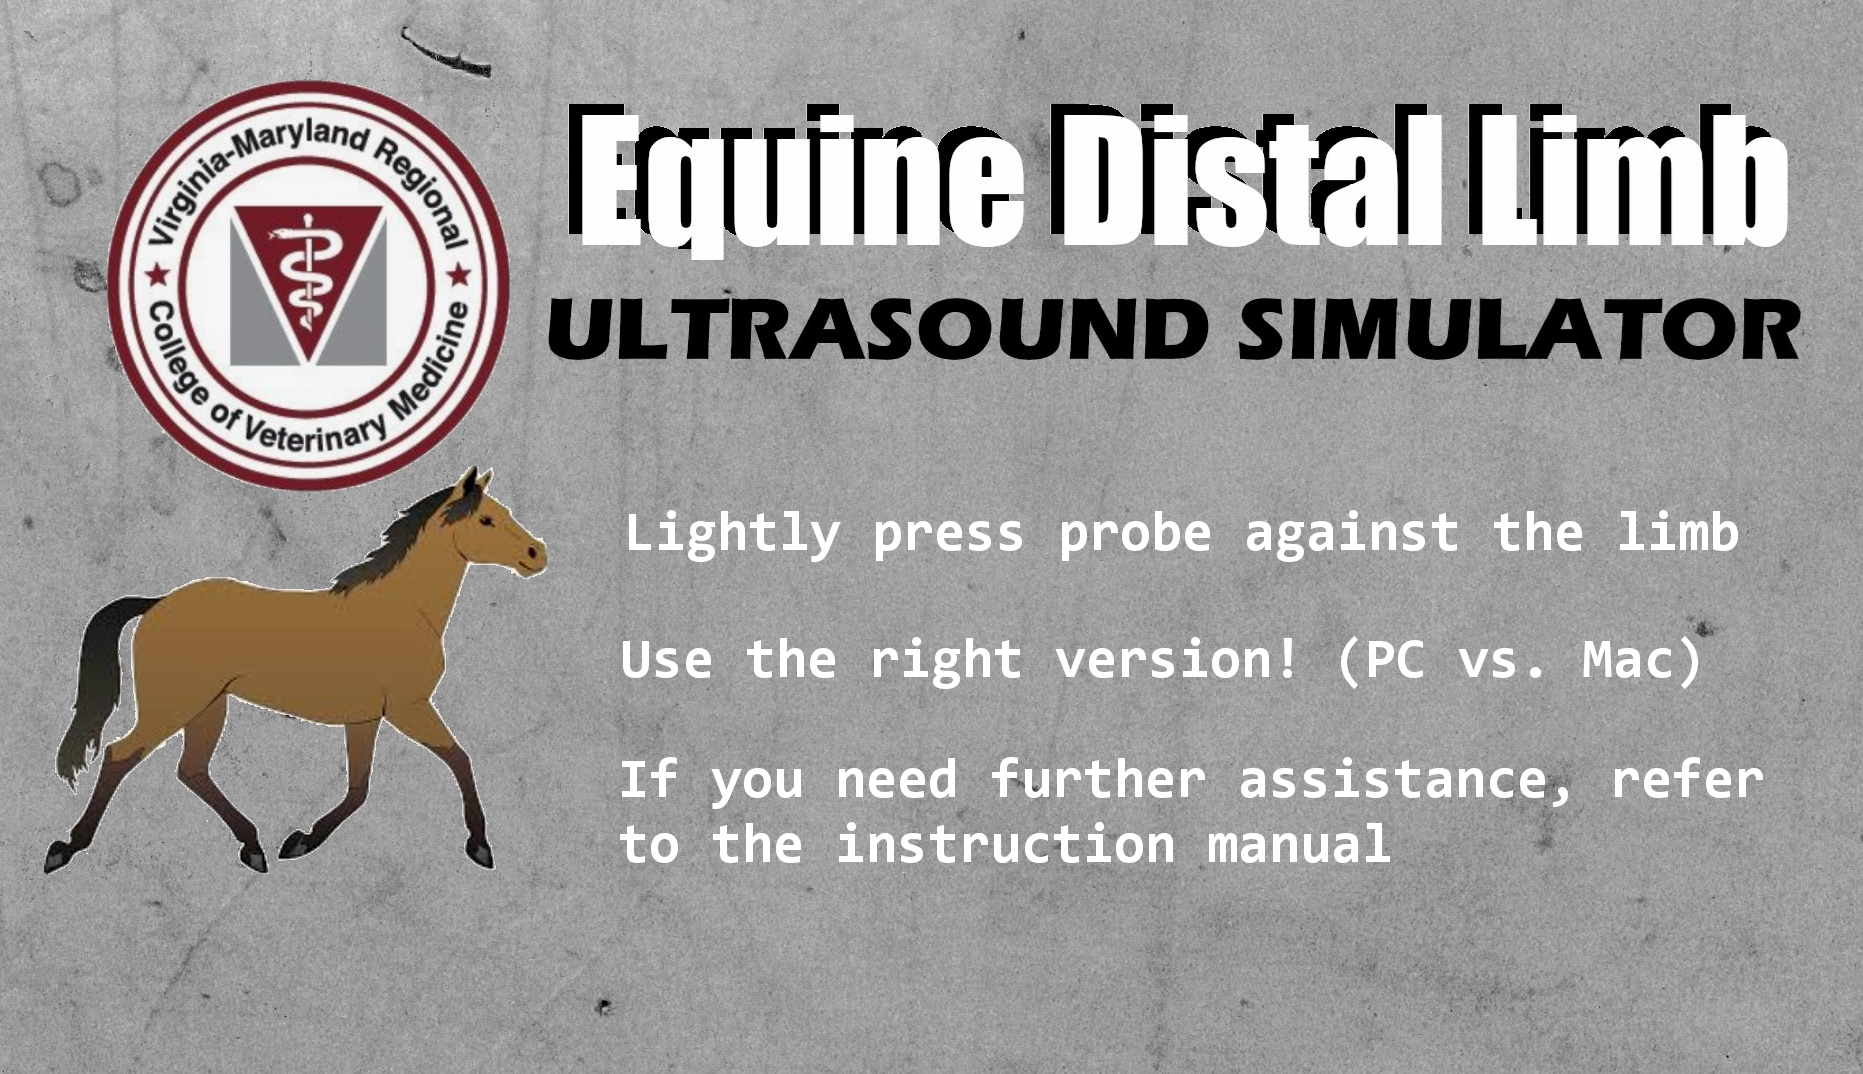 Virginia-Maryland Regional
College of Veterinary Medicine
Equine Distal Limb
ULTRASOUND SIMULATOR
Lightly press probe against the limb
Use the right version! (PC vs. Mac)
If you need further assistance, refer
to the instruction manual